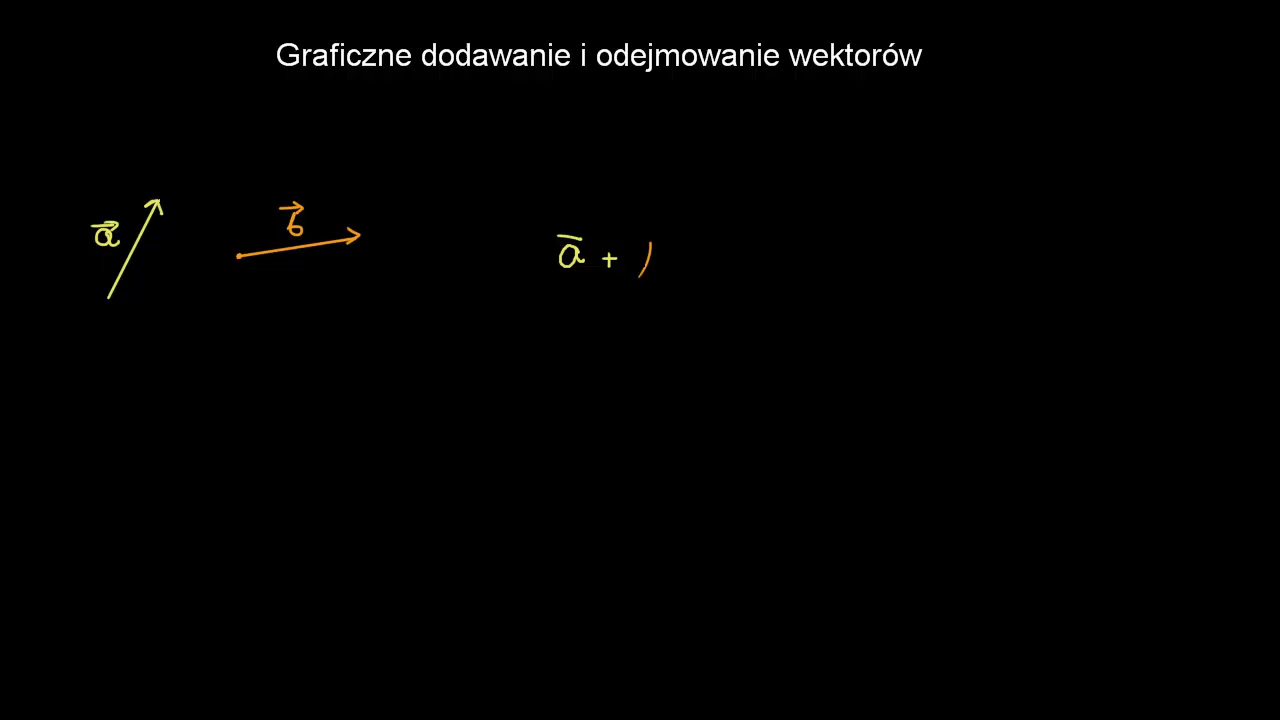 Graficzne dodawanie i odejmowanie wektorów
a⃗
b⃗
a̅ +